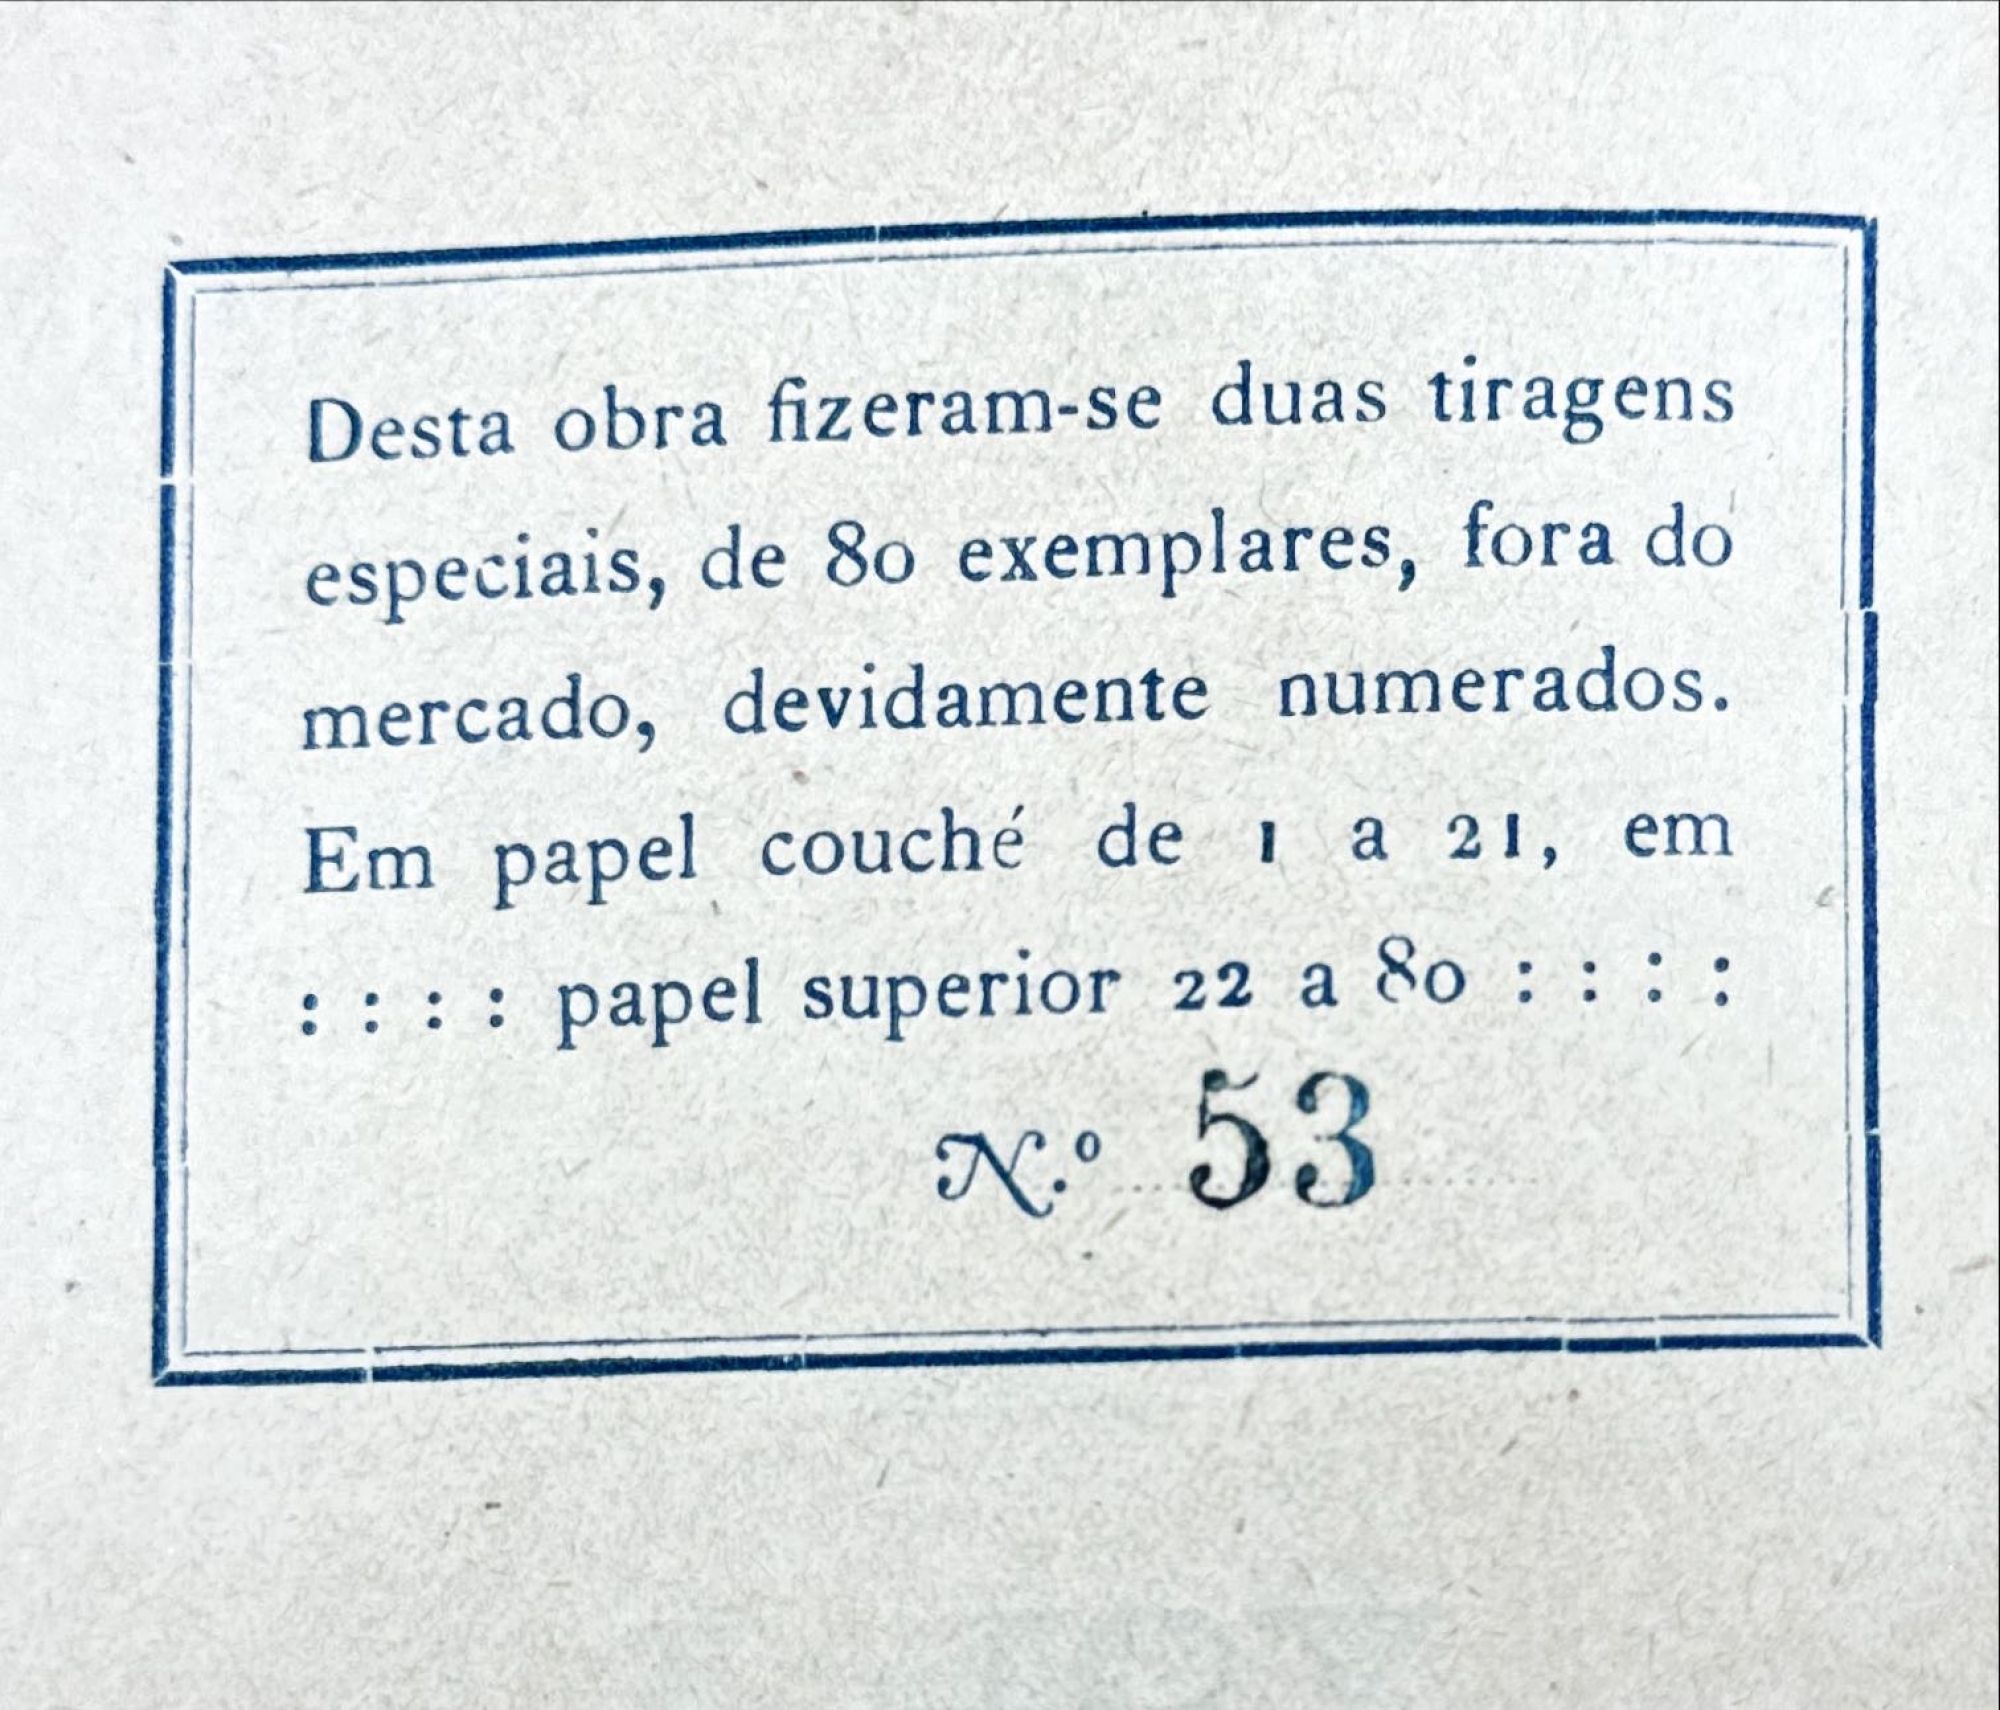 Desta obra fizeram-se duas tiragens
especiais, de 80 exemplares, fora do
mercado, devidamente numerados.
Em papel couché de 1 a 21, em
: : : : papel superior 22 a 80 : : : :
N.º 53